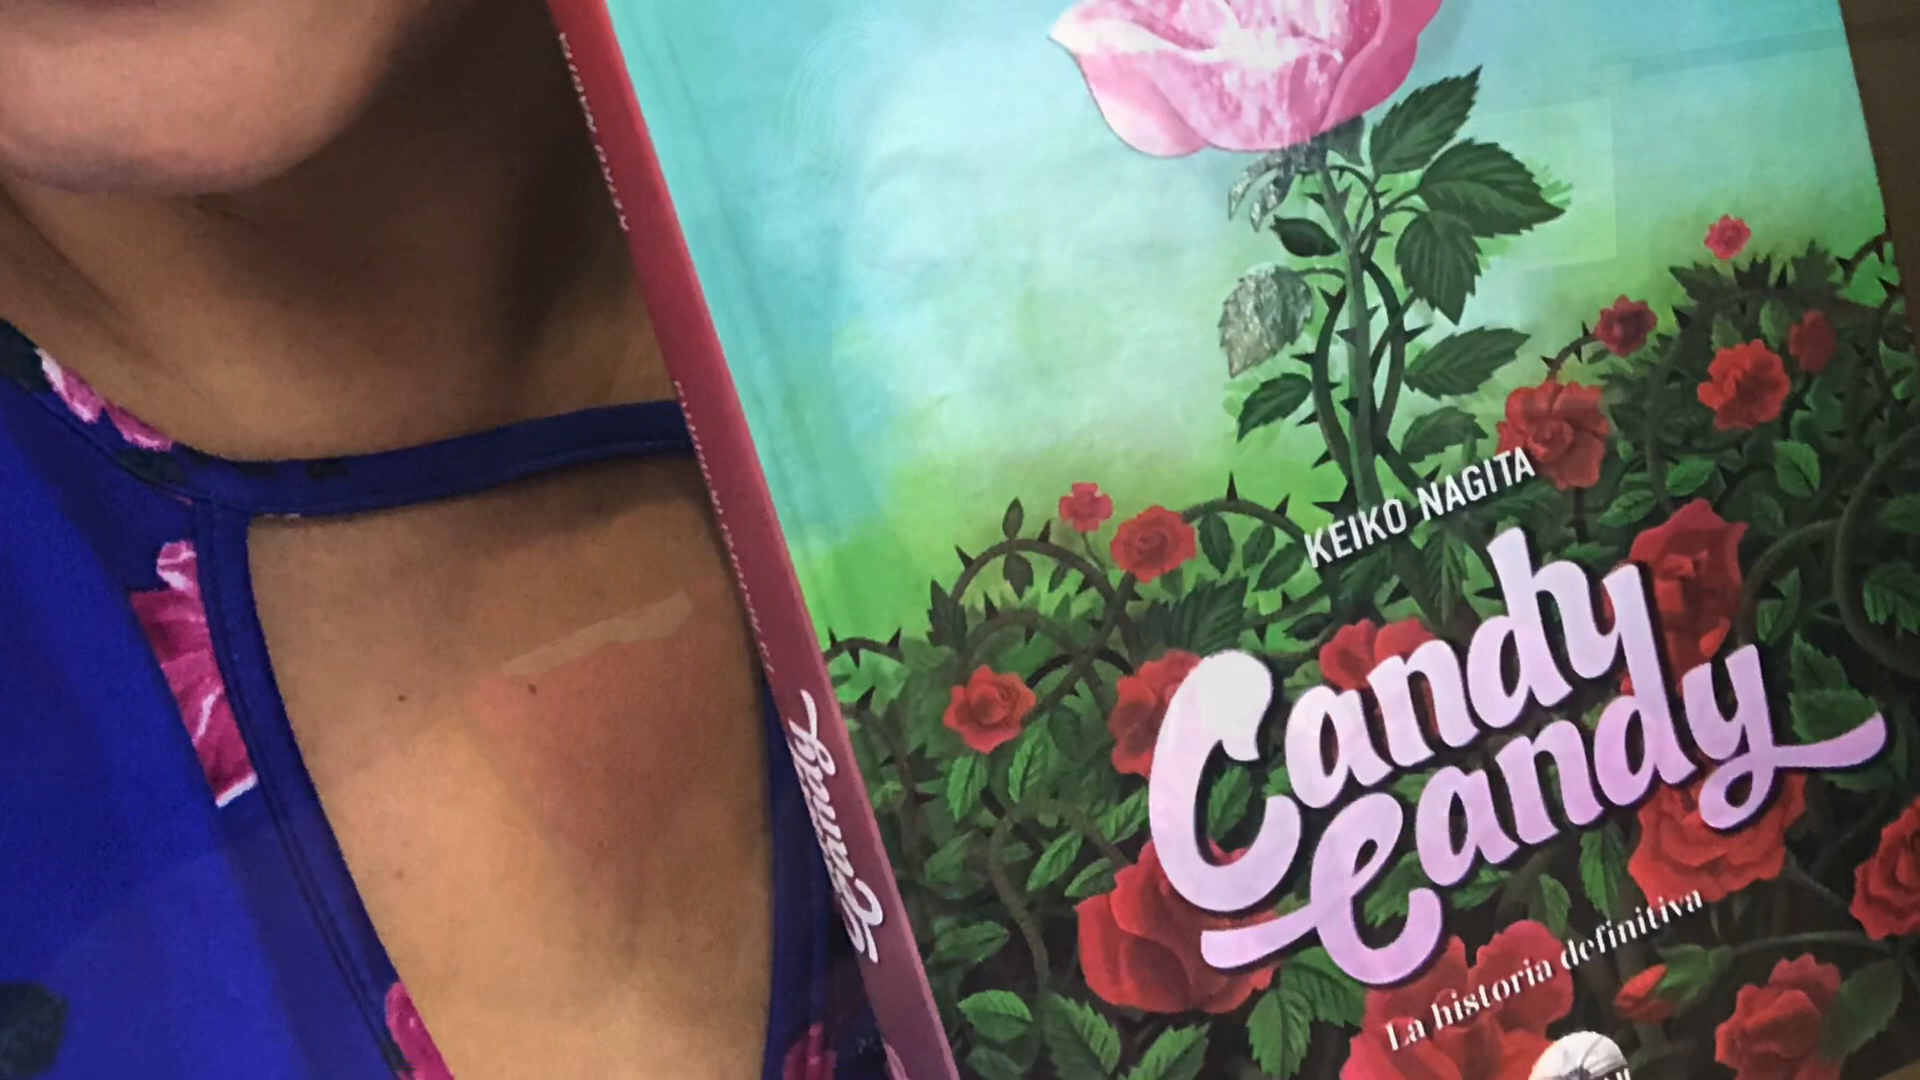 KEIKO NAGITA
Candy
Candy
La historia definitiva
Candy